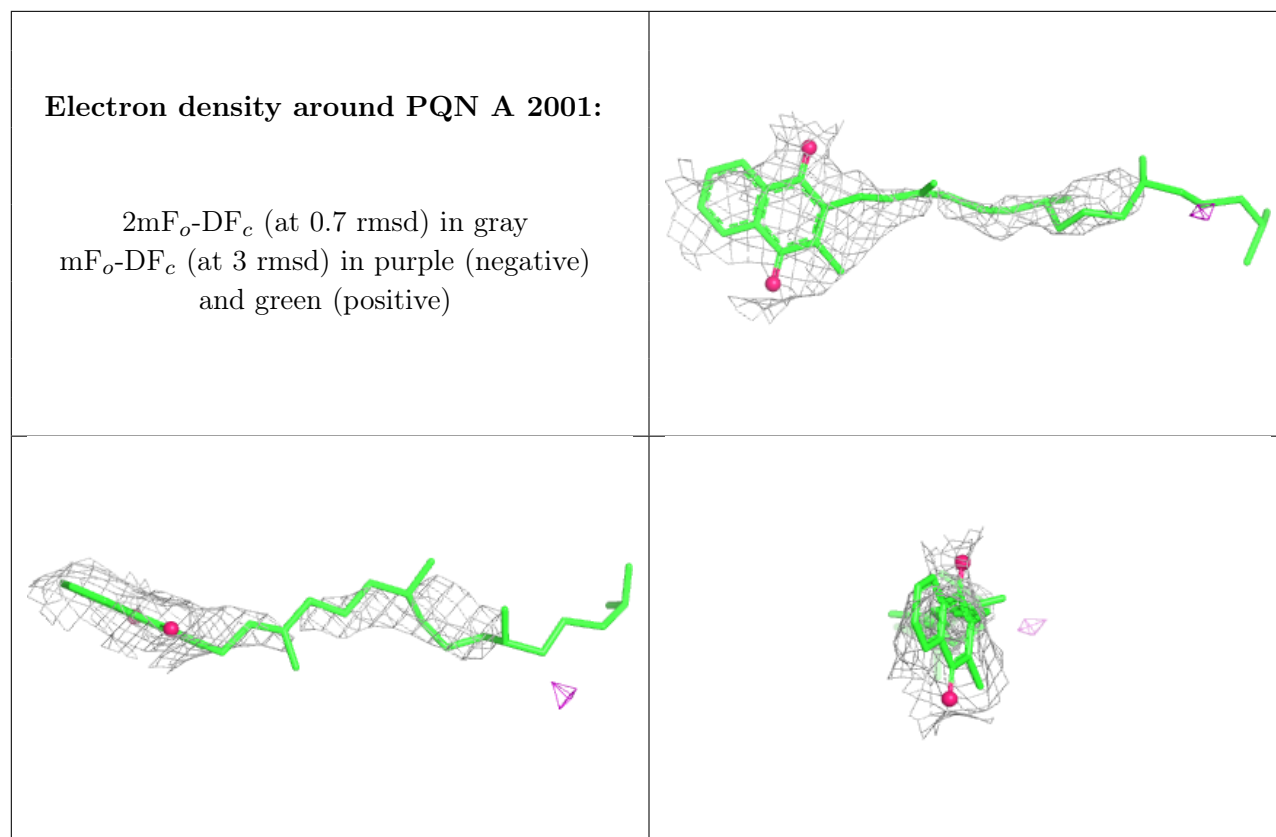 Electron density around PQN A 2001:
2mFo-DFc (at 0.7 rmsd) in gray
mFo-DFc (at 3 rmsd) in purple (negative)
and green (positive)